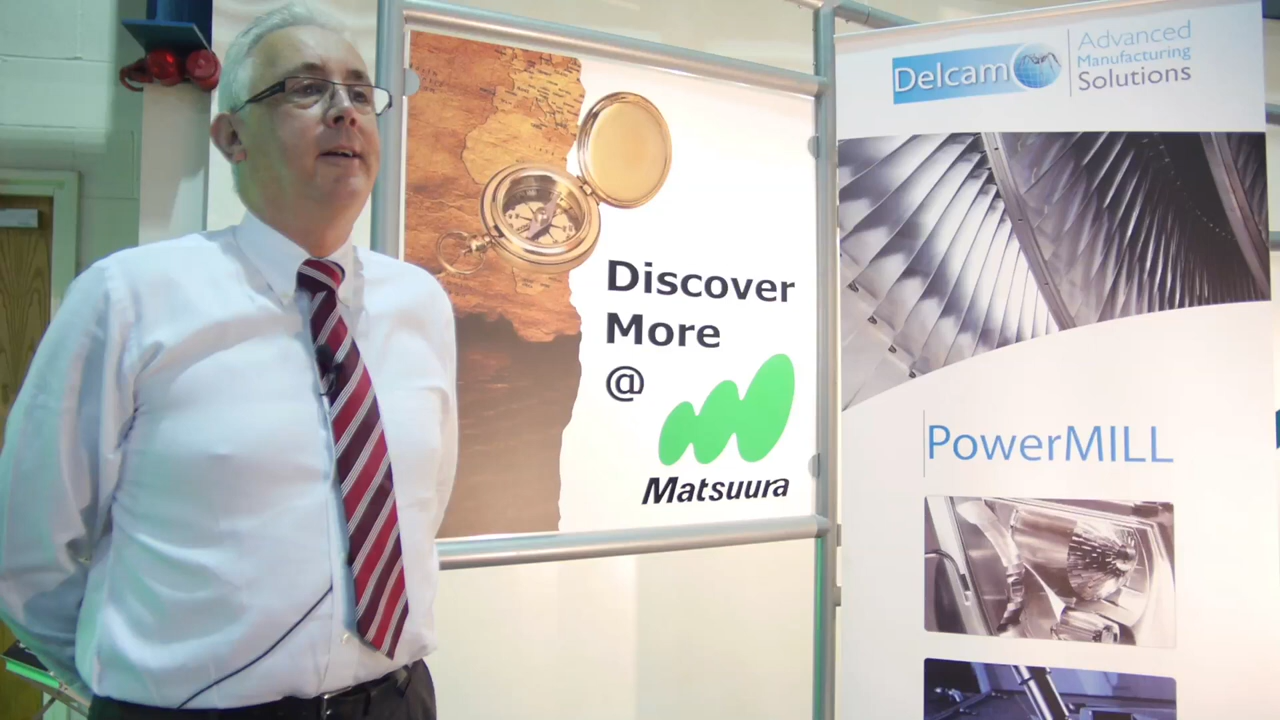 Discover
More
@
Matsuura
Delcam
Advanced
Manufacturing
Solutions
PowerMILL